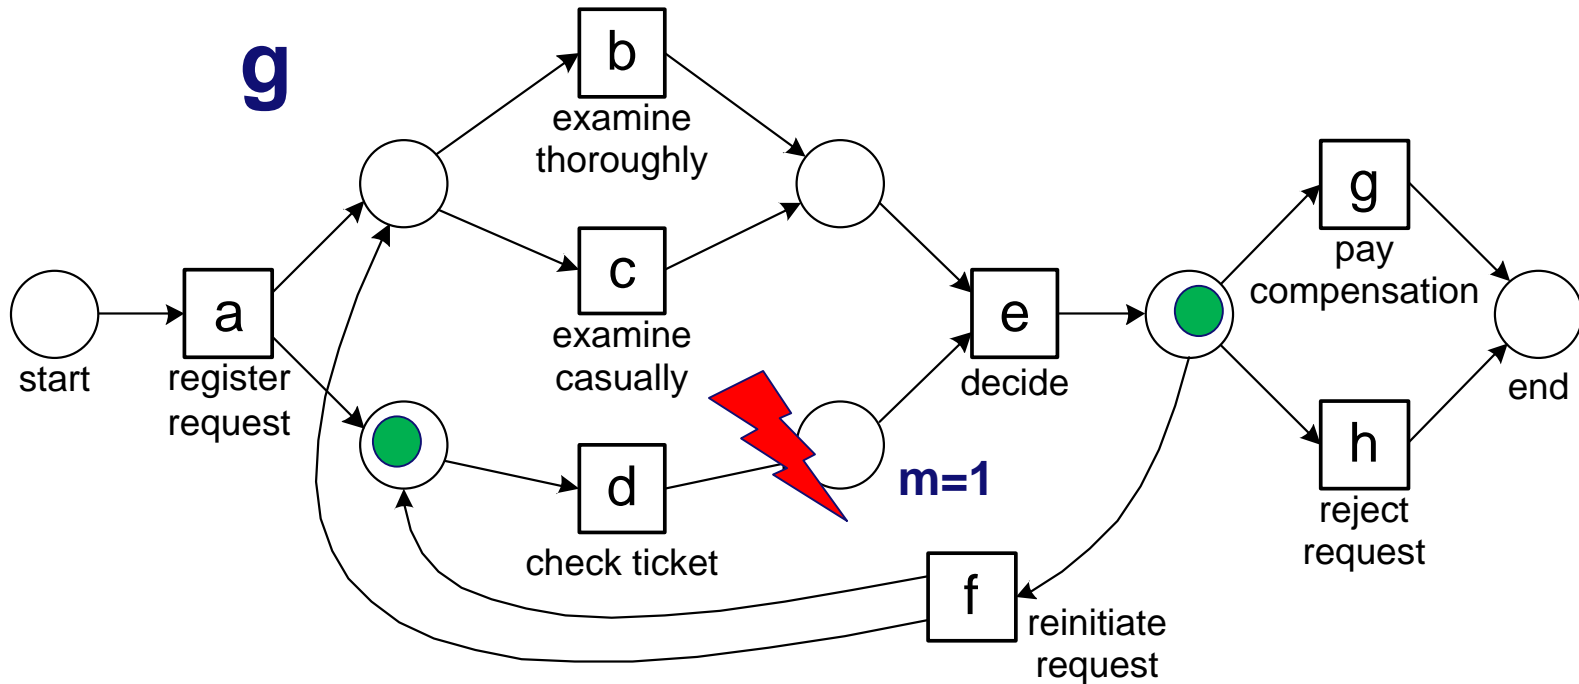 g
b
examine
thoroughly
c
examine
casually
d
check ticket
start
a
register
request
m=1
e
decide
f
reinitiate
request
g
pay
compensation
h
reject
request
end